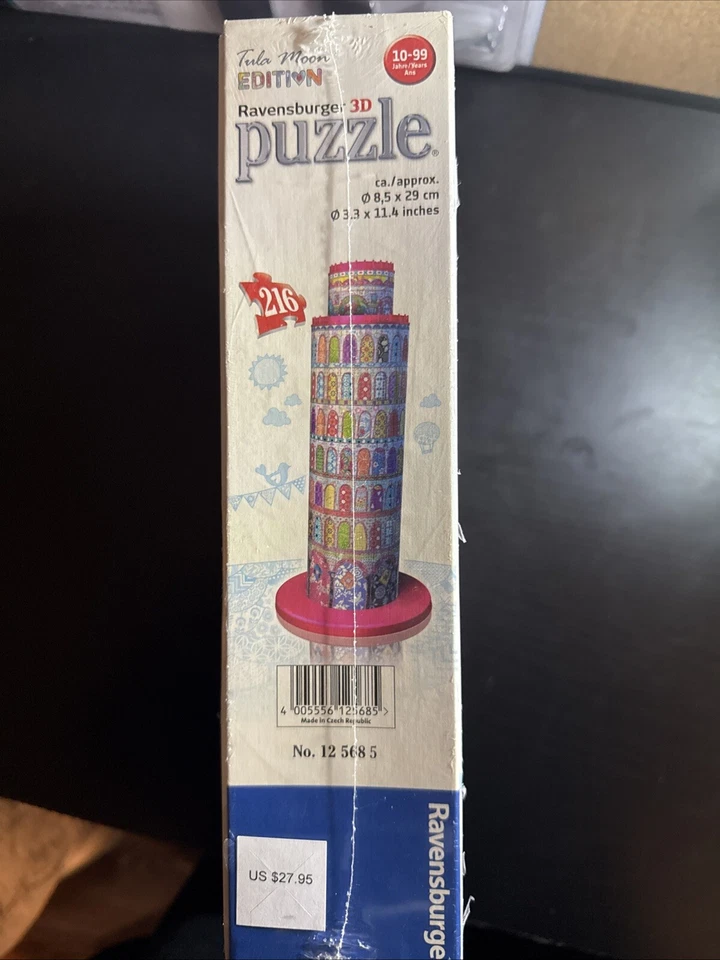 Tula Moon
EDITION
10-99
Jahre/Years
Ans
Ravensburger 3D
puzzle®
ca./approx.
Ø 8,5 x 29 cm
Ø 3.3 x 11.4 inches
216
4 005556 125685 >
Made in Czech Republic
No. 12 568 5
Ravensburge
US $27.95